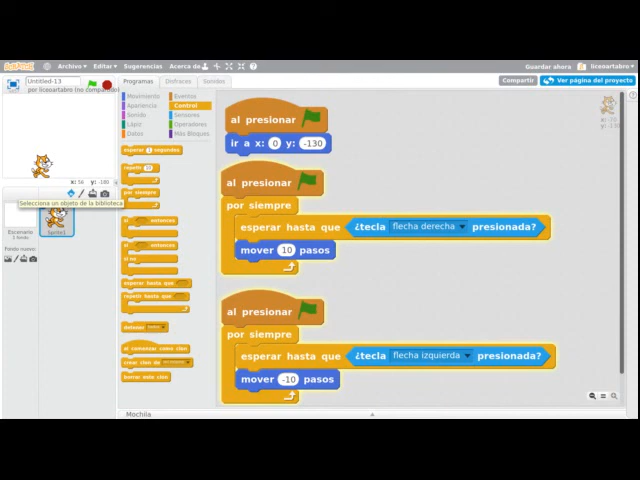 SCRATCH Archivo Editar Sugerencias Acerca de Guardar ahora liceoartabro
Untitled-13
por liceoartabro (no compartido)
Programas Disfraces Sonidos
Compartir Ver página del proyecto
Movimiento Eventos
Apariencia Control
Sonido Sensores
Lápiz Operadores
Datos Más Bloques
esperar 1 segundos
repetir 10
por siempre
si entonces
si entonces
si no
esperar hasta que
repetir hasta que
detener
al comenzar como clon
crear clon de
borrar este clon
X: 56 y: -180
Selecciona un objeto de la biblioteca
Escenario
1 fondo
Fondo nuevo:
Sprite1
al presionar
ir a x: 0 y: -130
al presionar
por siempre
esperar hasta que ¿tecla flecha derecha presionada?
mover 10 pasos
al presionar
por siempre
esperar hasta que ¿tecla flecha izquierda presionada?
mover -10 pasos
Mochila